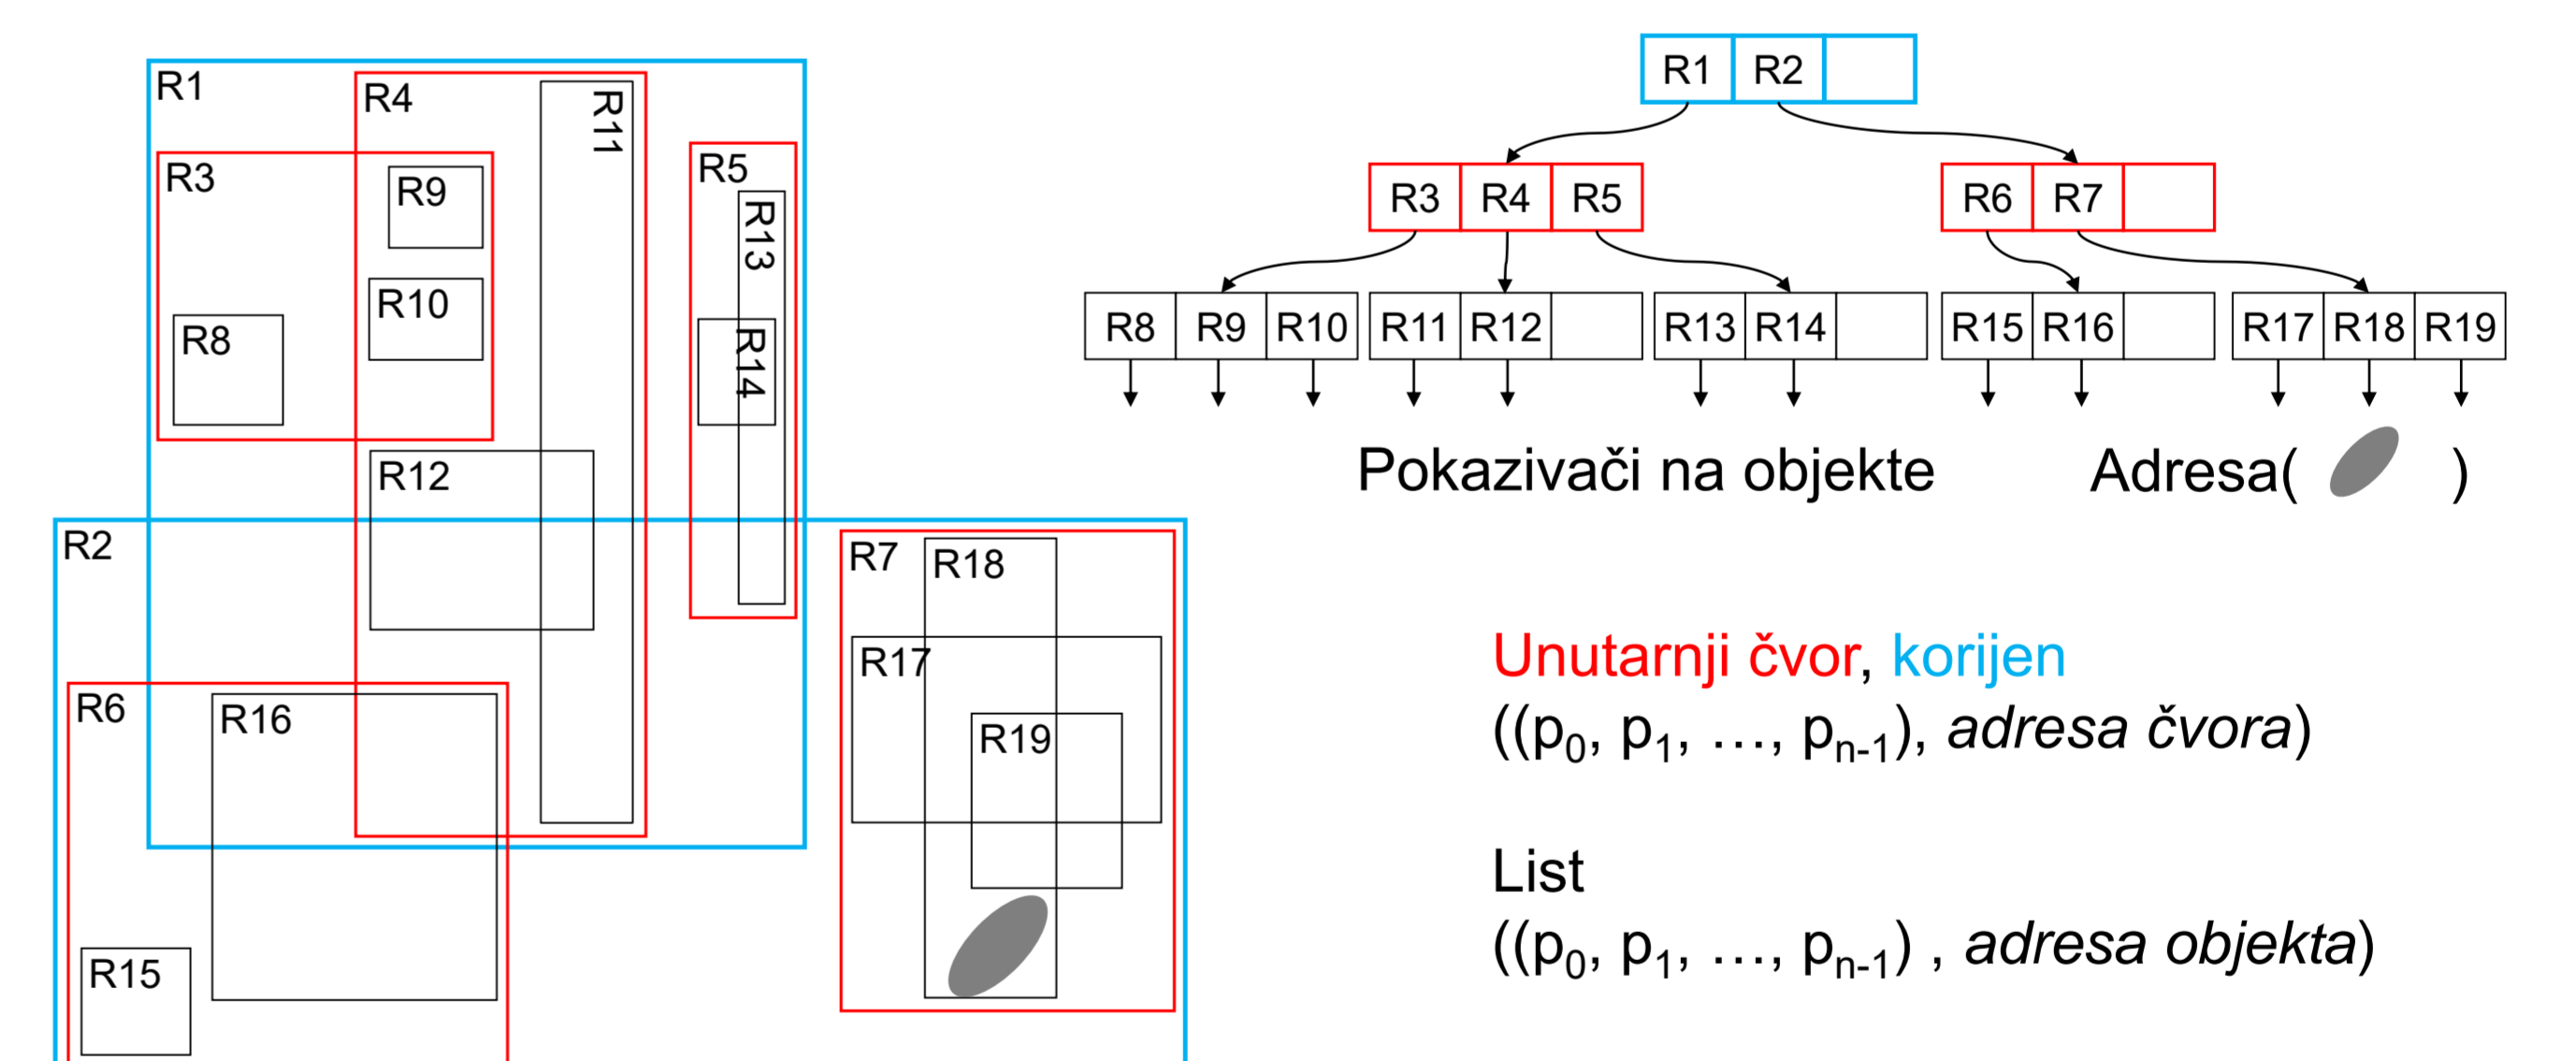 R1
R4
R11
R3
R9
R5
R13
R10
R8
R14
R12
R2
R7
R18
R17
R6
R16
R19
R15
R1 R2
R3 R4 R5
R6 R7
R8 R9 R10
R11 R12
R13 R14
R15 R16
R17 R18 R19
Pokazivači na objekte
Adresa( )
Unutarnji čvor, korijen
((p0, p1, …, pn-1), adresa čvora)
List
((p0, p1, …, pn-1) , adresa objekta)